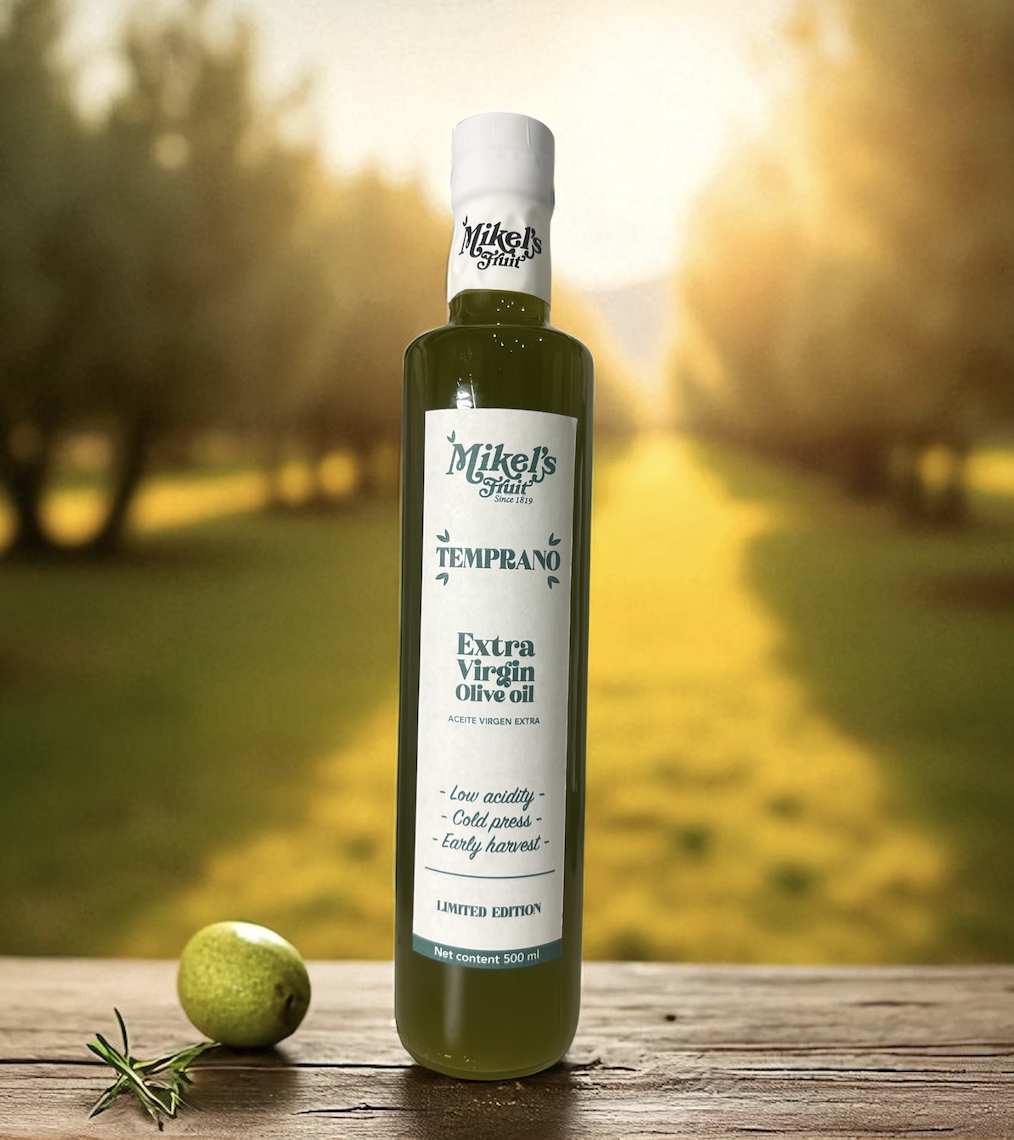 Mikel's
Fruit
Mikel's
Fruit
Since 1819
TEMPRANO
Extra
Virgin
Olive oil
ACEITE VIRGEN EXTRA
- Low acidity -
- Cold press -
- Early harvest -
LIMITED EDITION
Net content 500 ml